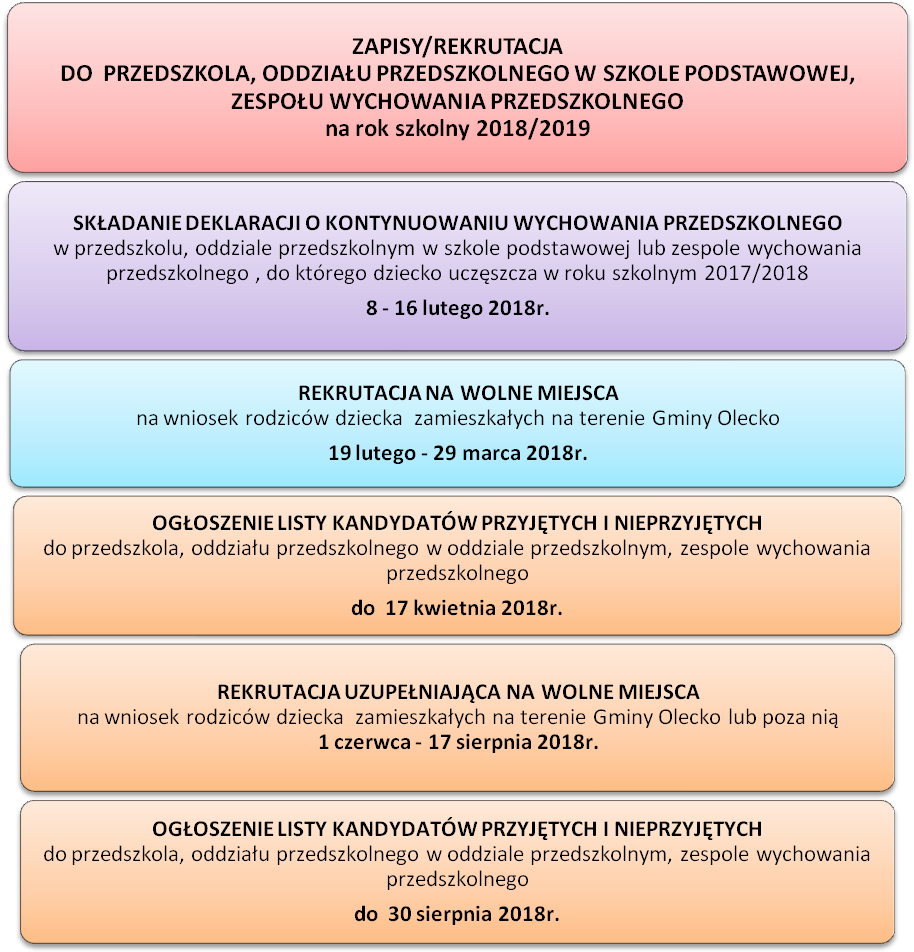 ZAPISY/REKRUTACJA
DO PRZEDSZKOLA, ODDZIAŁU PRZEDSZKOLNEGO W SZKOLE PODSTAWOWEJ,
ZESPOŁU WYCHOWANIA PRZEDSZKOLNEGO
na rok szkolny 2018/2019
SKŁADANIE DEKLARACJI O KONTYNUOWANIU WYCHOWANIA PRZEDSZKOLNEGO
w przedszkolu, oddziale przedszkolnym w szkole podstawowej lub zespole wychowania
przedszkolnego , do którego dziecko uczęszcza w roku szkolnym 2017/2018
8 - 16 lutego 2018r.
REKRUTACJA NA WOLNE MIEJSCA
na wniosek rodziców dziecka zamieszkałych na terenie Gminy Olecko
19 lutego - 29 marca 2018r.
OGŁOSZENIE LISTY KANDYDATÓW PRZYJĘTYCH I NIEPRZYJĘTYCH
do przedszkola, oddziału przedszkolnego w oddziale przedszkolnym, zespole wychowania
przedszkolnego
do 17 kwietnia 2018r.
REKRUTACJA UZUPEŁNIAJĄCA NA WOLNE MIEJSCA
na wniosek rodziców dziecka zamieszkałych na terenie Gminy Olecko lub poza nią
1 czerwca - 17 sierpnia 2018r.
OGŁOSZENIE LISTY KANDYDATÓW PRZYJĘTYCH I NIEPRZYJĘTYCH
do przedszkola, oddziału przedszkolnego w oddziale przedszkolnym, zespole wychowania
przedszkolnego
do 30 sierpnia 2018r.